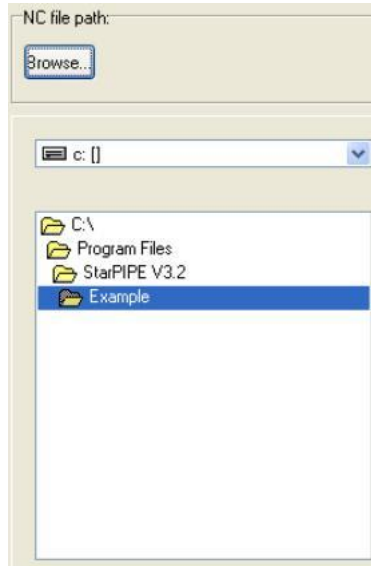 NC file path:
Browse...
c: []
C:\
Program Files
StarPIPE V3.2
Example